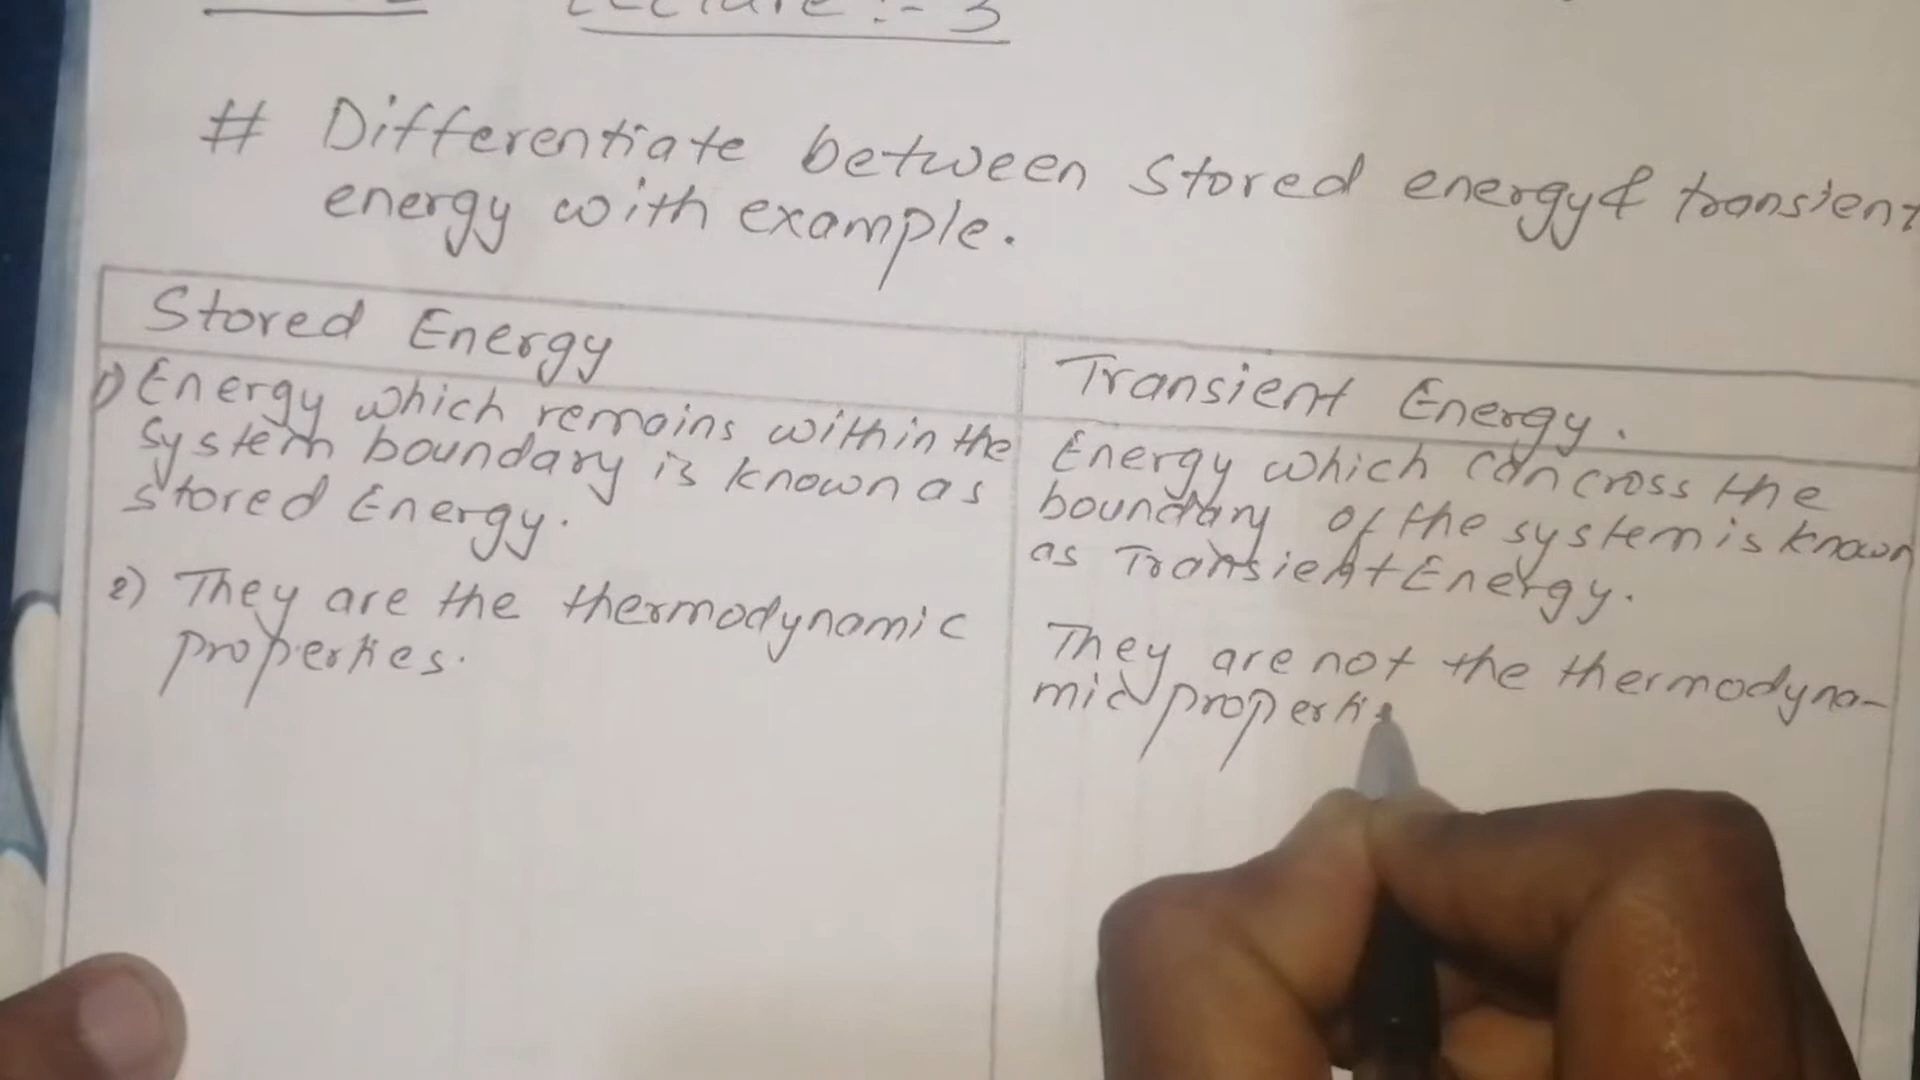 Lecture :- 3
# Differentiate between Stored energy & transient
energy with example.
Stored Energy
1) Energy which remains within the
system boundary is known as
stored Energy.
2) They are the thermodynamic
properties.
Transient Energy.
Energy which can cross the
boundary of the system is known
as Transient Energy.
They are not the thermodyna-
mic properti